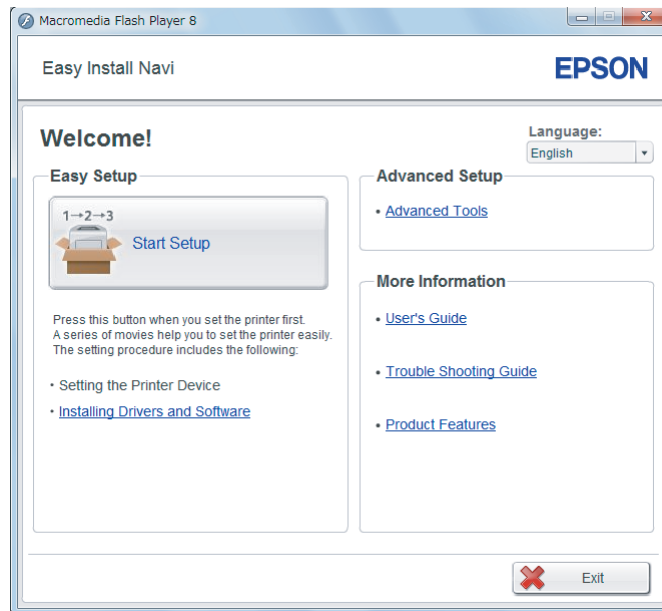 Macromedia Flash Player 8
Easy Install Navi
EPSON
Welcome!
Language:
English
Easy Setup
1→2→3
Start Setup
Press this button when you set the printer first.
A series of movies help you to set the printer easily.
The setting procedure includes the following:
・Setting the Printer Device
・Installing Drivers and Software
Advanced Setup
• Advanced Tools
More Information
• User's Guide
• Trouble Shooting Guide
• Product Features
Exit